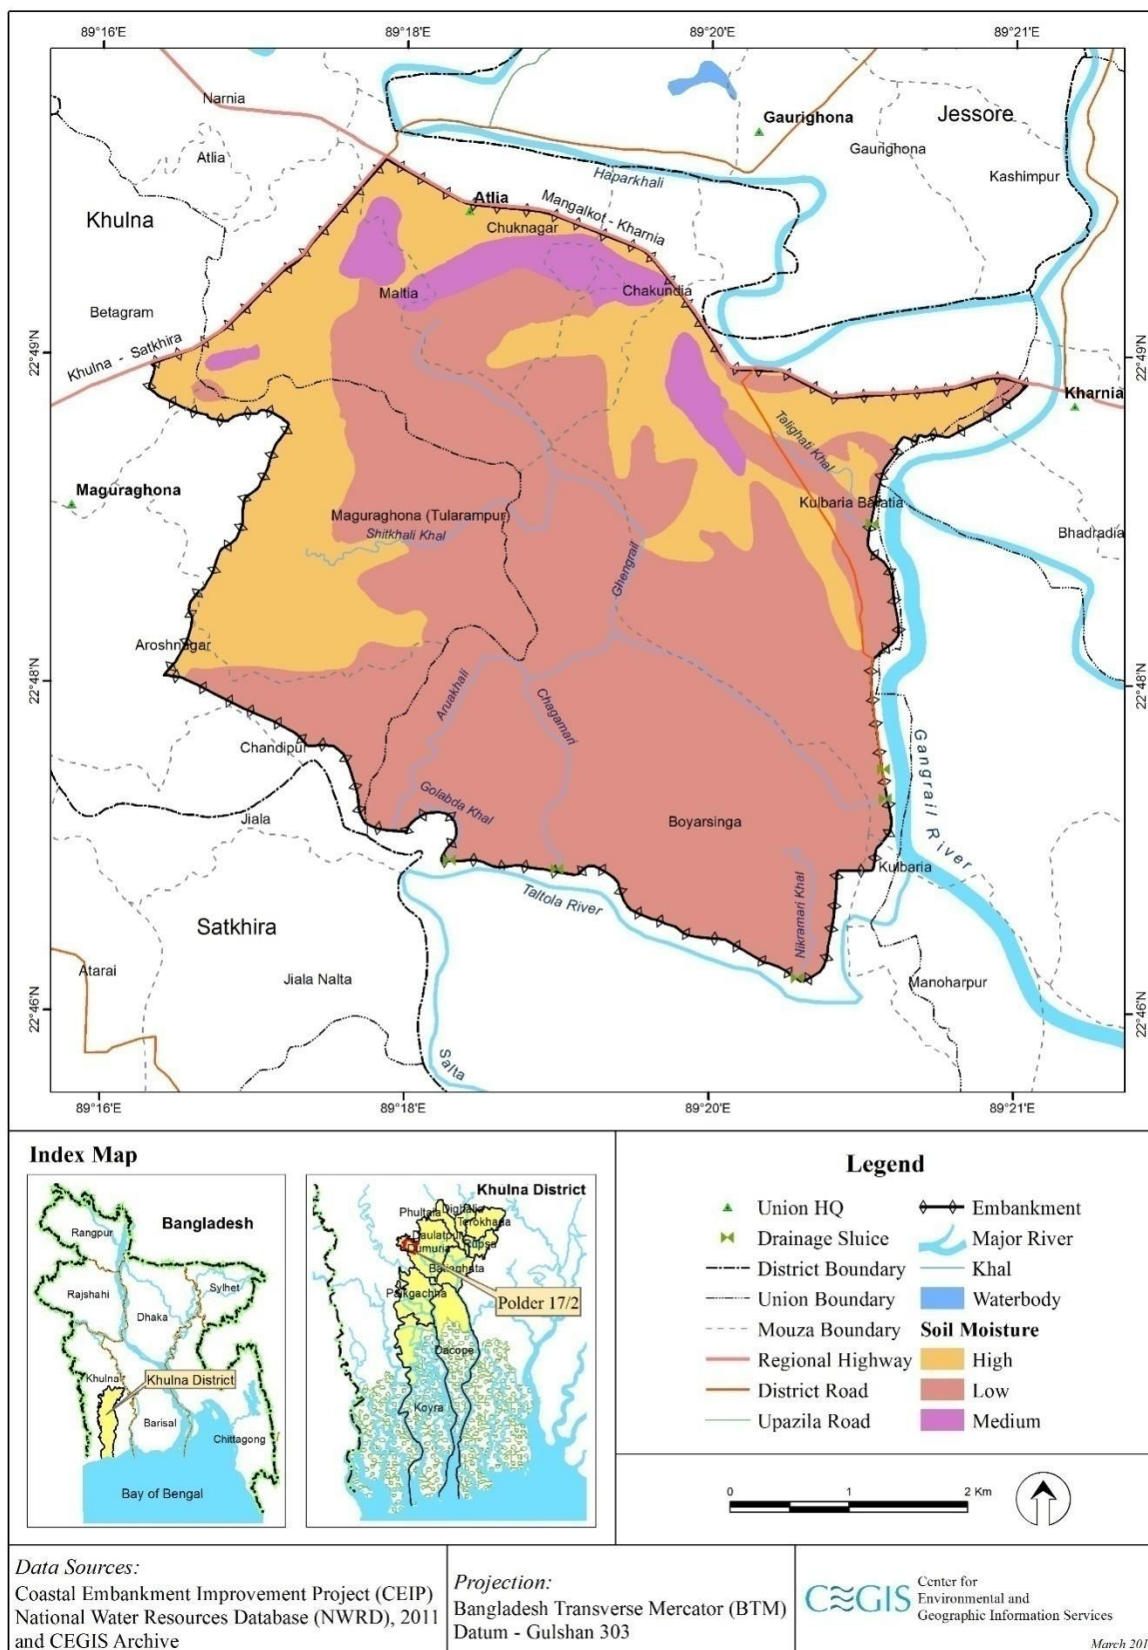 89°16'E
89°18'E
89°20'E
89°21'E
Narnia
Atlia
Gaurighona
Jessore
Gaurighona
Kashimpur
Haparkhali
Khulna
Atlia
Mangalkot - Kharnia
Chuknagar
Maltia
Chakundia
Betagram
Khulna - Satkhira
22°49'N
22°49'N
Kharnia
Talighati Khal
Maguraghona
Kulbaria Baratia
Maguraghona (Tularampur)
Shitkhali Khal
Bhadradia
Ghengrail
Aroshnagar
22°48'N
22°48'N
Aruakhali
Chagamari
Chandipur
Gangrail River
Golabda Khal
Jiala
Boyarsinga
Kulbaria
Taltola River
Nikramari Khal
Satkhira
Atarai
Jiala Nalta
Manoharpur
22°46'N
22°46'N
Salta
89°16'E
89°18'E
89°20'E
89°21'E
Index Map
Bangladesh
Rangpur
Rajshahi
Sylhet
Dhaka
Khulna
Khulna District
Barisal
Chittagong
Bay of Bengal
Khulna District
Phultala
Dighalia
Terokhada
Daulatpur
Dumuria
Rupsa
Batiaghata
Polder 17/2
Paikgachha
Dacope
Koyra
Legend
Union HQ
Drainage Sluice
District Boundary
Union Boundary
Mouza Boundary
Regional Highway
District Road
Upazila Road
Embankment
Major River
Khal
Waterbody
Soil Moisture
High
Low
Medium
0 1 2 Km
Data Sources:
Coastal Embankment Improvement Project (CEIP)
National Water Resources Database (NWRD), 2011
and CEGIS Archive
Projection:
Bangladesh Transverse Mercator (BTM)
Datum - Gulshan 303
CEGIS
Center for
Environmental and
Geographic Information Services
March 201